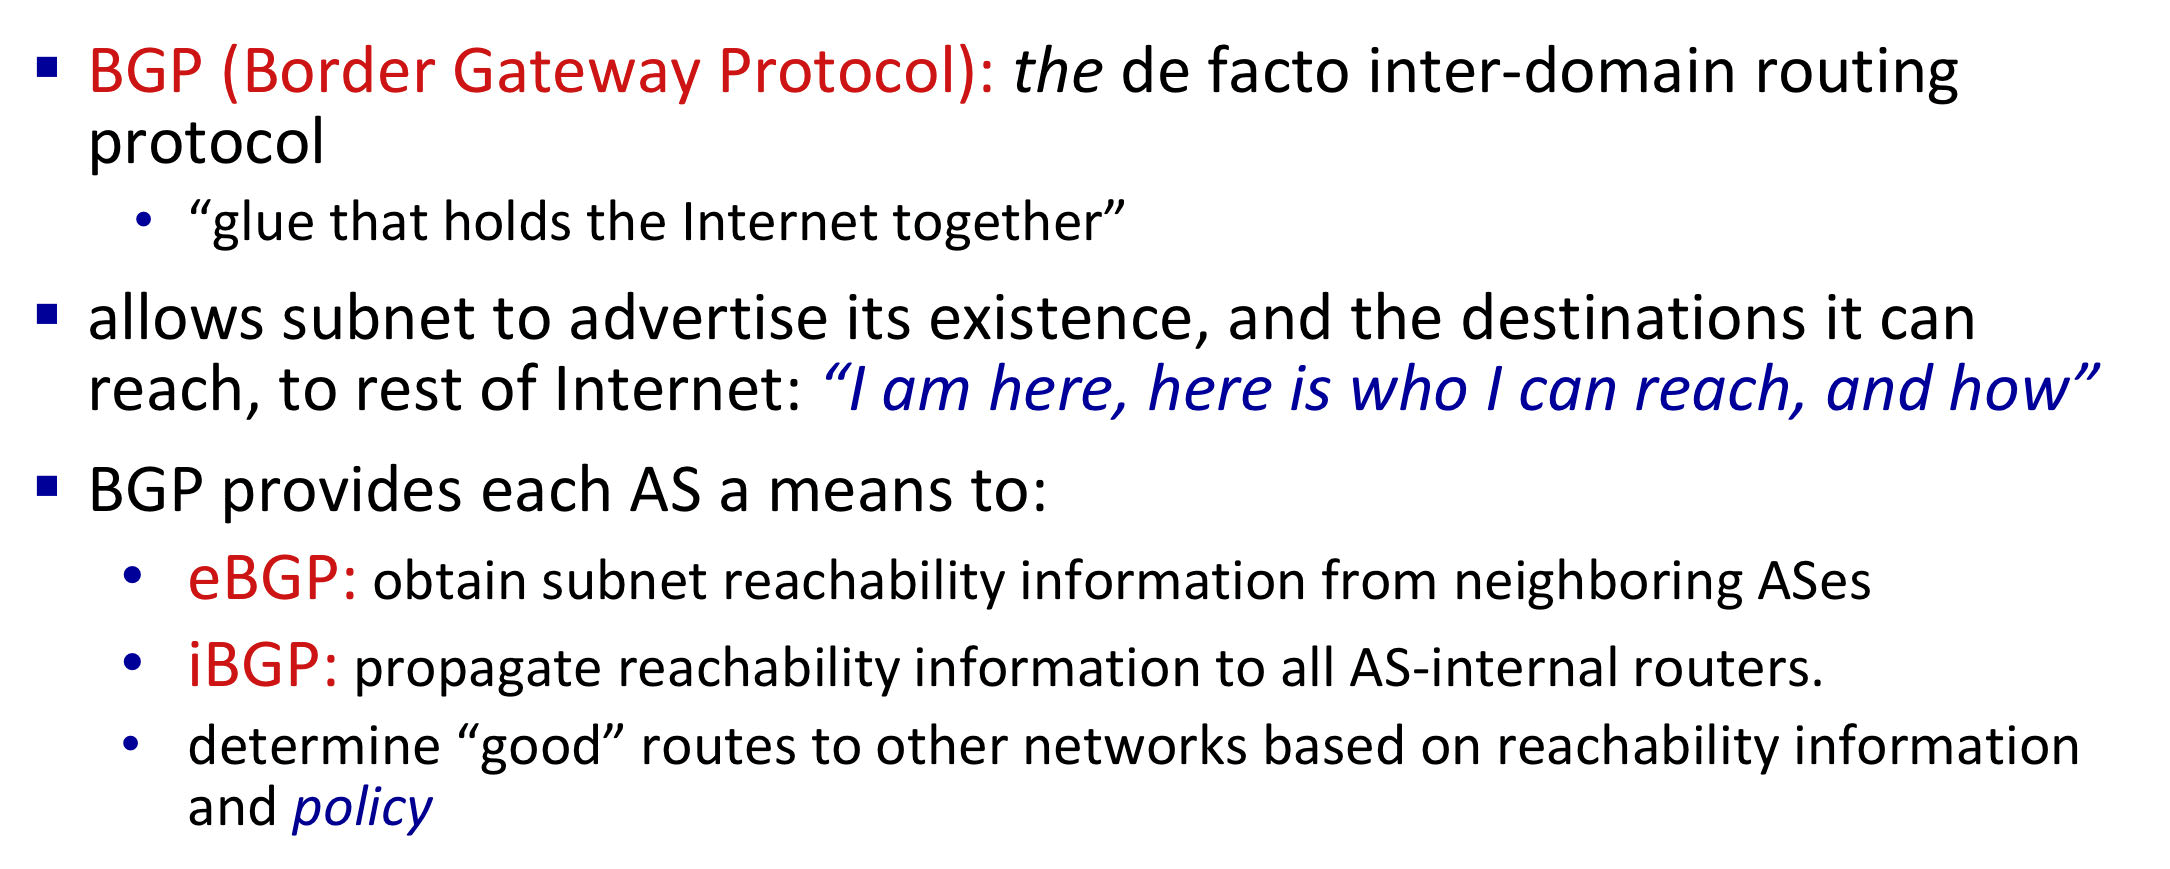 ▪ BGP (Border Gateway Protocol): the de facto inter-domain routing
protocol
• “glue that holds the Internet together”
▪ allows subnet to advertise its existence, and the destinations it can
reach, to rest of Internet: “I am here, here is who I can reach, and how”
▪ BGP provides each AS a means to:
• eBGP: obtain subnet reachability information from neighboring ASes
• iBGP: propagate reachability information to all AS-internal routers.
• determine “good” routes to other networks based on reachability information
and policy